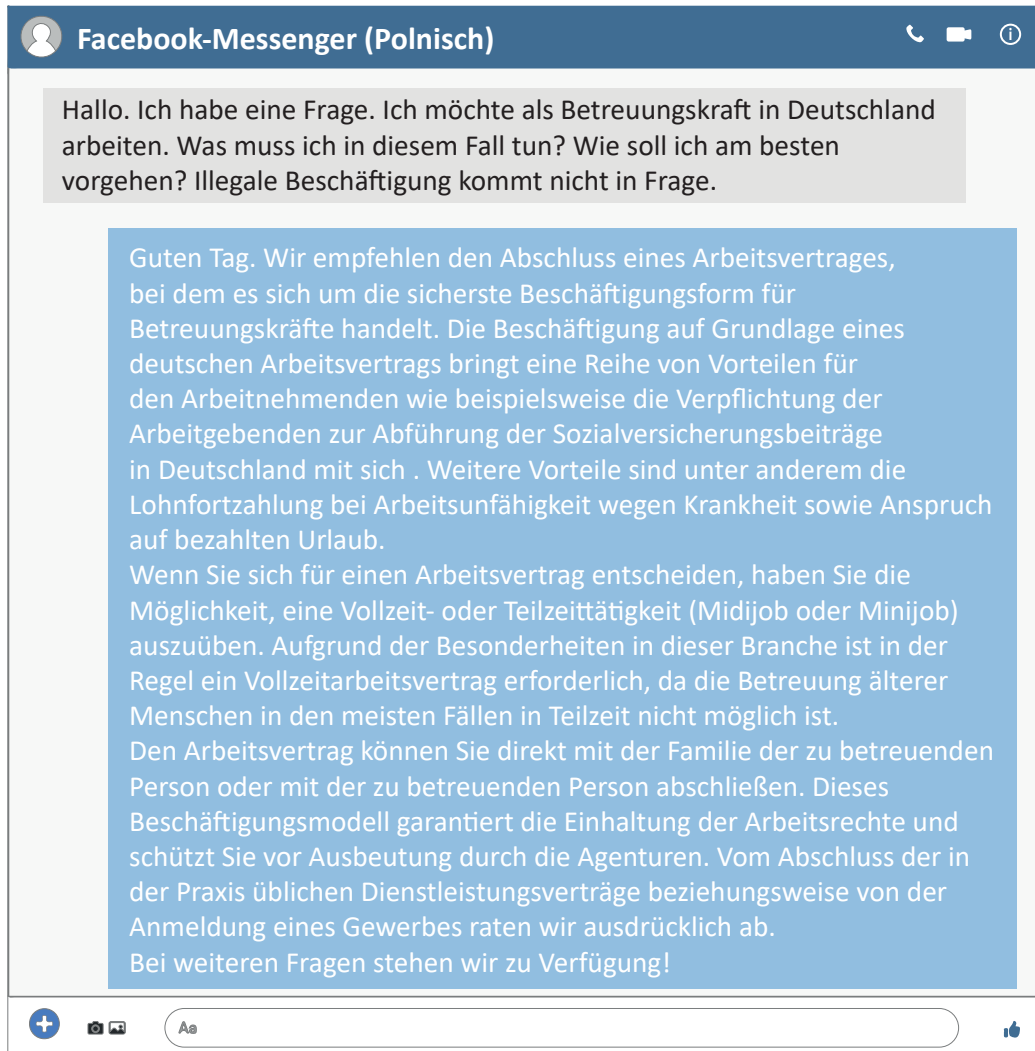 Facebook-Messenger (Polnisch)
Hallo. Ich habe eine Frage. Ich möchte als Betreuungskraft in Deutschland
arbeiten. Was muss ich in diesem Fall tun? Wie soll ich am besten
vorgehen? Illegale Beschäftigung kommt nicht in Frage.
Guten Tag. Wir empfehlen den Abschluss eines Arbeitsvertrages,
bei dem es sich um die sicherste Beschäftigungsform für
Betreuungskräfte handelt. Die Beschäftigung auf Grundlage eines
deutschen Arbeitsvertrags bringt eine Reihe von Vorteilen für
den Arbeitnehmenden wie beispielsweise die Verpflichtung der
Arbeitgebenden zur Abführung der Sozialversicherungsbeiträge
in Deutschland mit sich . Weitere Vorteile sind unter anderem die
Lohnfortzahlung bei Arbeitsunfähigkeit wegen Krankheit sowie Anspruch
auf bezahlten Urlaub.
Wenn Sie sich für einen Arbeitsvertrag entscheiden, haben Sie die
Möglichkeit, eine Vollzeit- oder Teilzeittätigkeit (Midijob oder Minijob)
auszuüben. Aufgrund der Besonderheiten in dieser Branche ist in der
Regel ein Vollzeitarbeitsvertrag erforderlich, da die Betreuung älterer
Menschen in den meisten Fällen in Teilzeit nicht möglich ist.
Den Arbeitsvertrag können Sie direkt mit der Familie der zu betreuenden
Person oder mit der zu betreuenden Person abschließen. Dieses
Beschäftigungsmodell garantiert die Einhaltung der Arbeitsrechte und
schützt Sie vor Ausbeutung durch die Agenturen. Vom Abschluss der in
der Praxis üblichen Dienstleistungsverträge beziehungsweise von der
Anmeldung eines Gewerbes raten wir ausdrücklich ab.
Bei weiteren Fragen stehen wir zu Verfügung!
Aa